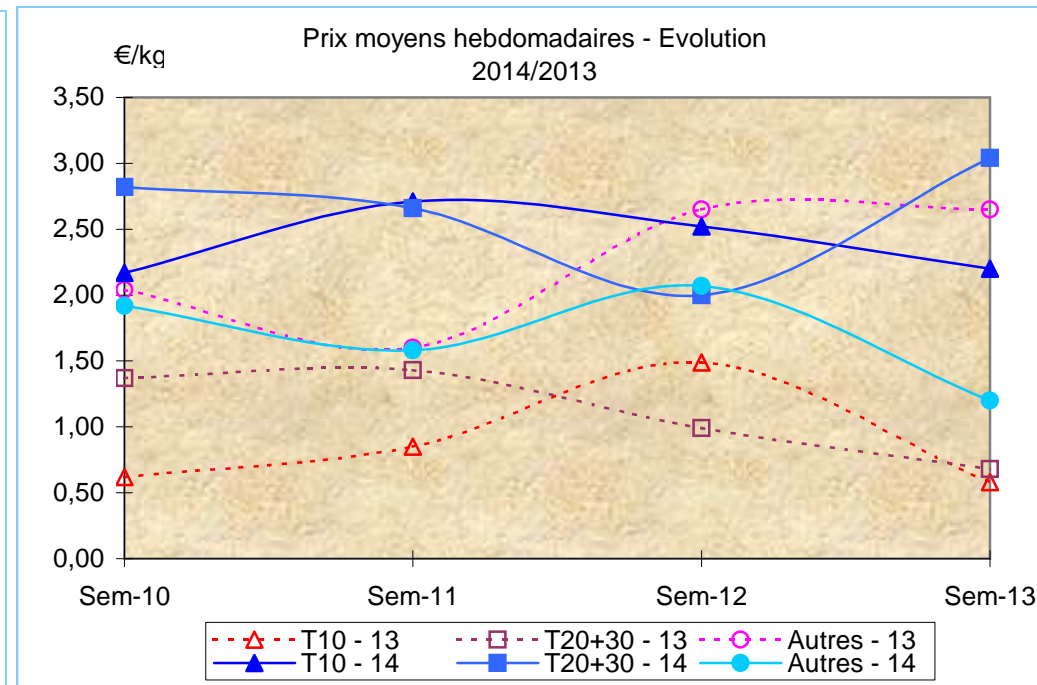 Prix moyens hebdomadaires - Evolution
2014/2013
€/kg
3,50
3,00
2,50
2,00
1,50
1,00
0,50
0,00
Sem-10 Sem-11 Sem-12 Sem-13
T10 - 13 T20+30 - 13 Autres - 13
T10 - 14 T20+30 - 14 Autres - 14